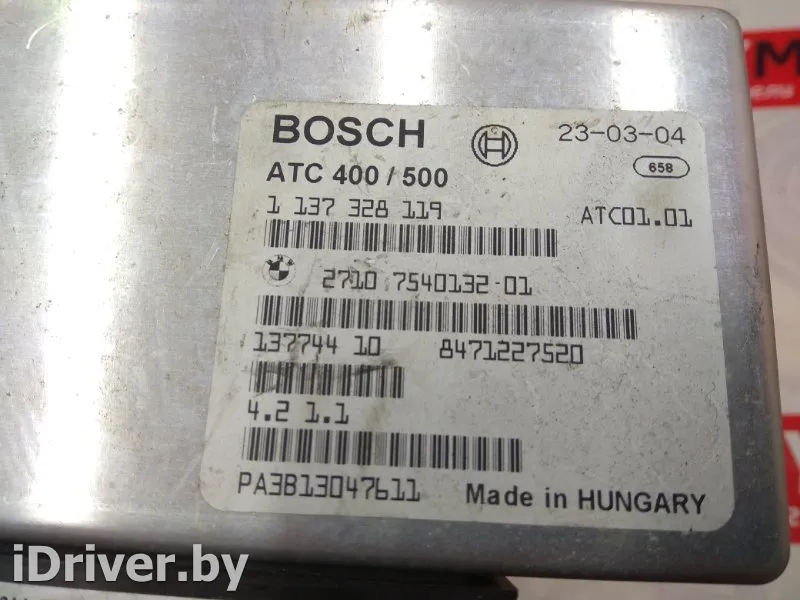 BOSCH
23-03-04
658
ATC 400 / 500
1 137 328 119
ATC01.01
2710 7540132-01
137744 10 8471227520
4.2 1.1
PA3B13047611
Made in HUNGARY
iDriver.by